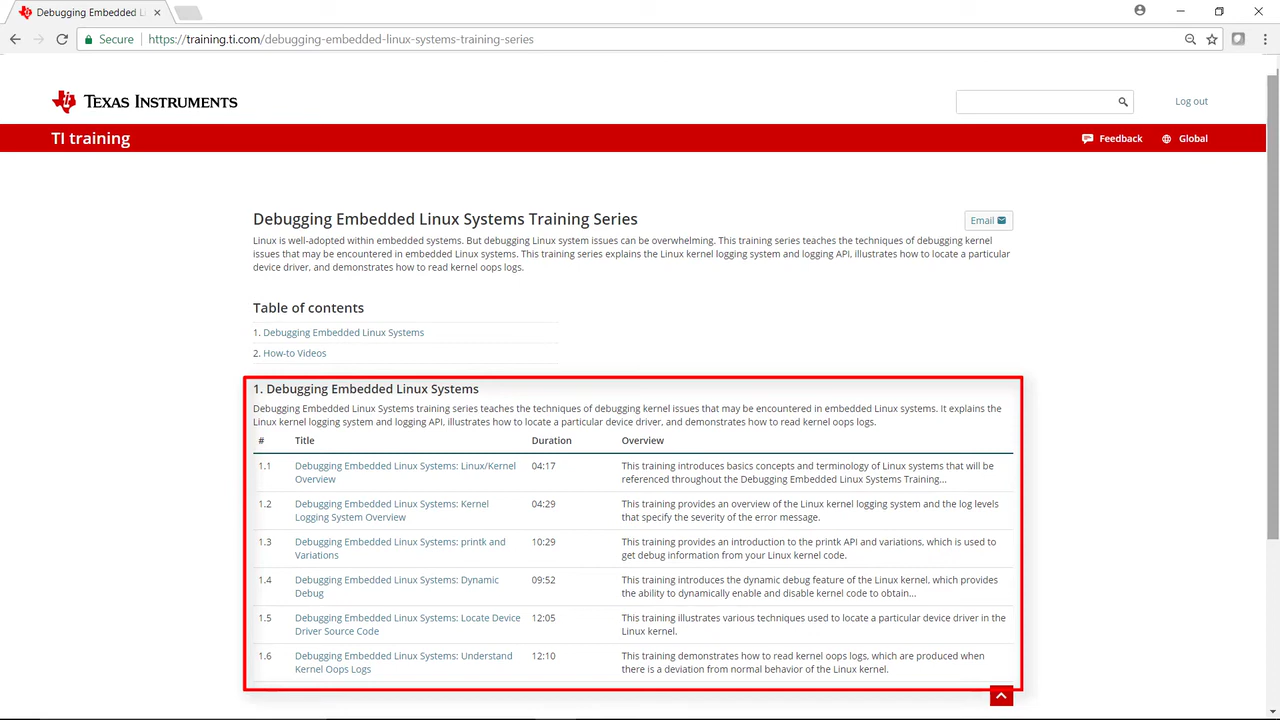 Debugging Embedded Li
Secure
https://training.ti.com/debugging-embedded-linux-systems-training-series
TEXAS INSTRUMENTS
Log out
TI training
Feedback
Global
Debugging Embedded Linux Systems Training Series
Email
Linux is well-adopted within embedded systems. But debugging Linux system issues can be overwhelming. This training series teaches the techniques of debugging kernel
issues that may be encountered in embedded Linux systems. This training series explains the Linux kernel logging system and logging API, illustrates how to locate a particular
device driver, and demonstrates how to read kernel oops logs.
Table of contents
1. Debugging Embedded Linux Systems
2. How-to Videos
1. Debugging Embedded Linux Systems
Debugging Embedded Linux Systems training series teaches the techniques of debugging kernel issues that may be encountered in embedded Linux systems. It explains the
Linux kernel logging system and logging API, illustrates how to locate a particular device driver, and demonstrates how to read kernel oops logs.
# Title Duration Overview
1.1 Debugging Embedded Linux Systems: Linux/Kernel 04:17 This training introduces basics concepts and terminology of Linux systems that will be
Overview referenced throughout the Debugging Embedded Linux Systems Training...
1.2 Debugging Embedded Linux Systems: Kernel 04:29 This training provides an overview of the Linux kernel logging system and the log levels
Logging System Overview that specify the severity of the error message.
1.3 Debugging Embedded Linux Systems: printk and 10:29 This training provides an introduction to the printk API and variations, which is used to
Variations get debug information from your Linux kernel code.
1.4 Debugging Embedded Linux Systems: Dynamic 09:52 This training introduces the dynamic debug feature of the Linux kernel, which provides
Debug the ability to dynamically enable and disable kernel code to obtain...
1.5 Debugging Embedded Linux Systems: Locate Device 12:05 This training illustrates various techniques used to locate a particular device driver in the
Driver Source Code Linux kernel.
1.6 Debugging Embedded Linux Systems: Understand 12:10 This training demonstrates how to read kernel oops logs, which are produced when
Kernel Oops Logs there is a deviation from normal behavior of the Linux kernel.